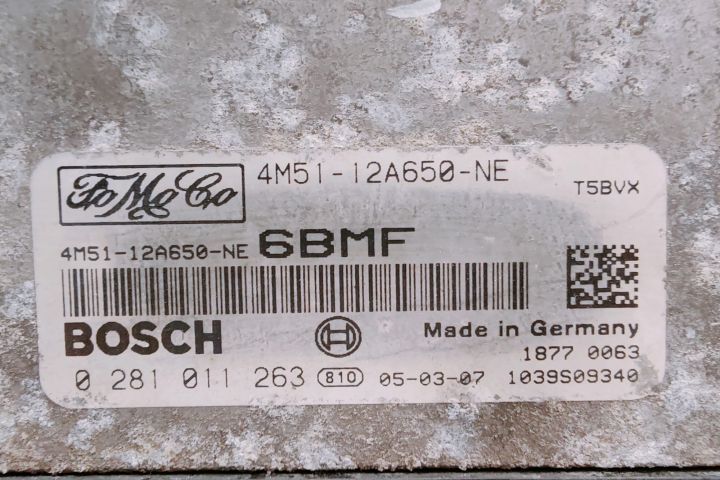 FoMoCo 4M51-12A650-NE
T5BVX
4M51-12A650-NE 6BMF
BOSCH
Made in Germany
1877 0063
0 281 011 263 810 05-03-07 1039S09340